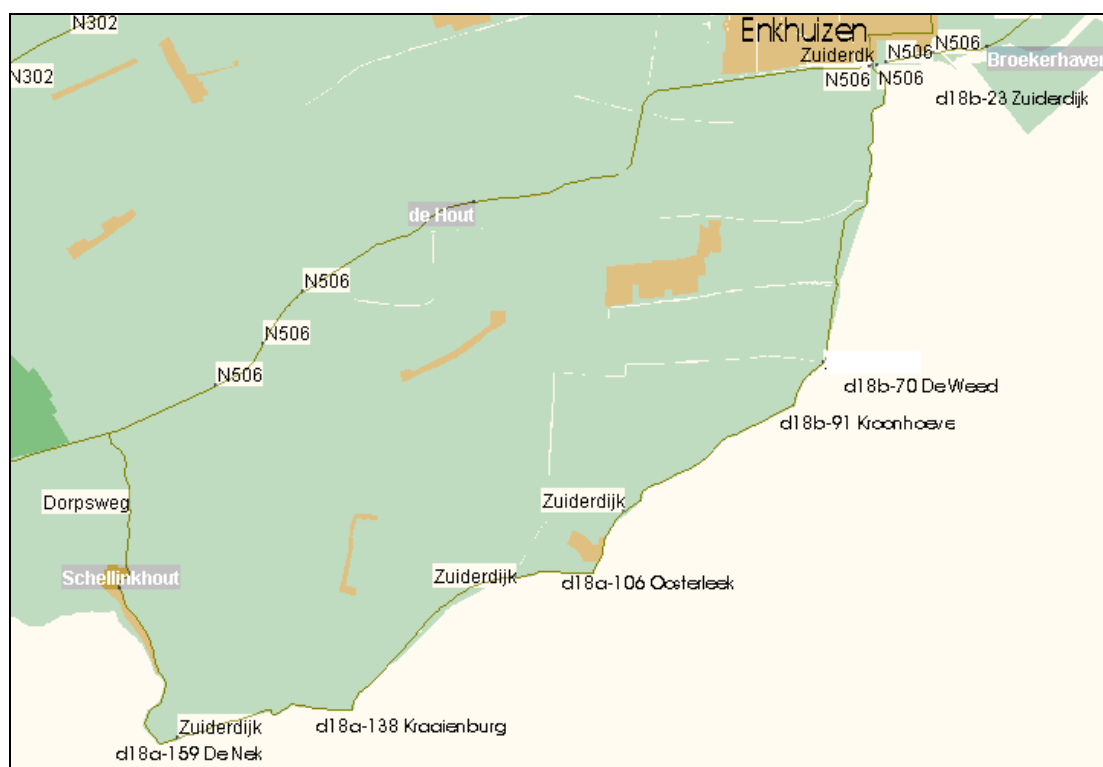 N302
Enkhuizen
Zuiderdk
N506
N506
Broekerhaven
N302
N506
N506
d18b-23 Zuiderdijk
de Hout
N506
N506
N506
d18b-70 De Weed
d18b-91 Kroonhoeve
Dorpsweg
Zuiderdijk
Schellinkhout
Zuiderdijk
d18a-106 Oosterleek
Zuiderdijk
d18a-138 Kraaienburg
d18a-159 De Nek